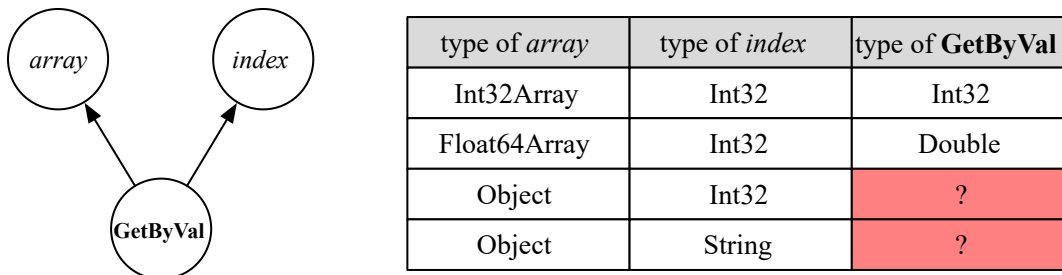 array
index
GetByVal
type of array
type of index
type of GetByVal
Int32Array
Int32
Int32
Float64Array
Int32
Double
Object
Int32
?
Object
String
?